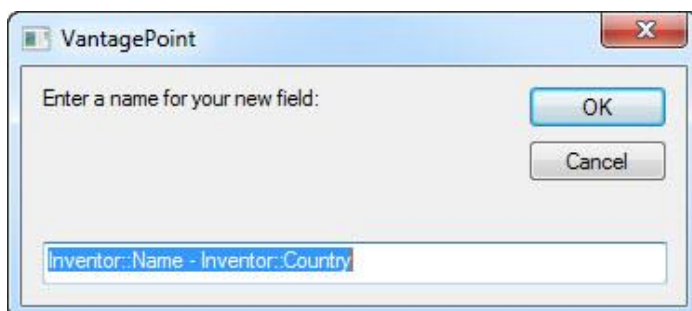 VantagePoint
Enter a name for your new field:
OK
Cancel
Inventor::Name - Inventor::Country